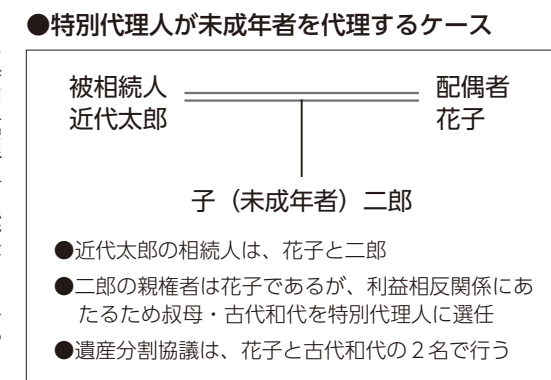 ●特別代理人が未成年者を代理するケース
被相続人
近代太郎
配偶者
花子
子（未成年者）二郎
●近代太郎の相続人は、花子と二郎
●二郎の親権者は花子であるが、利益相反関係にあ
たるため叔母・古代和代を特別代理人に選任
●遺産分割協議は、花子と古代和代の２名で行う